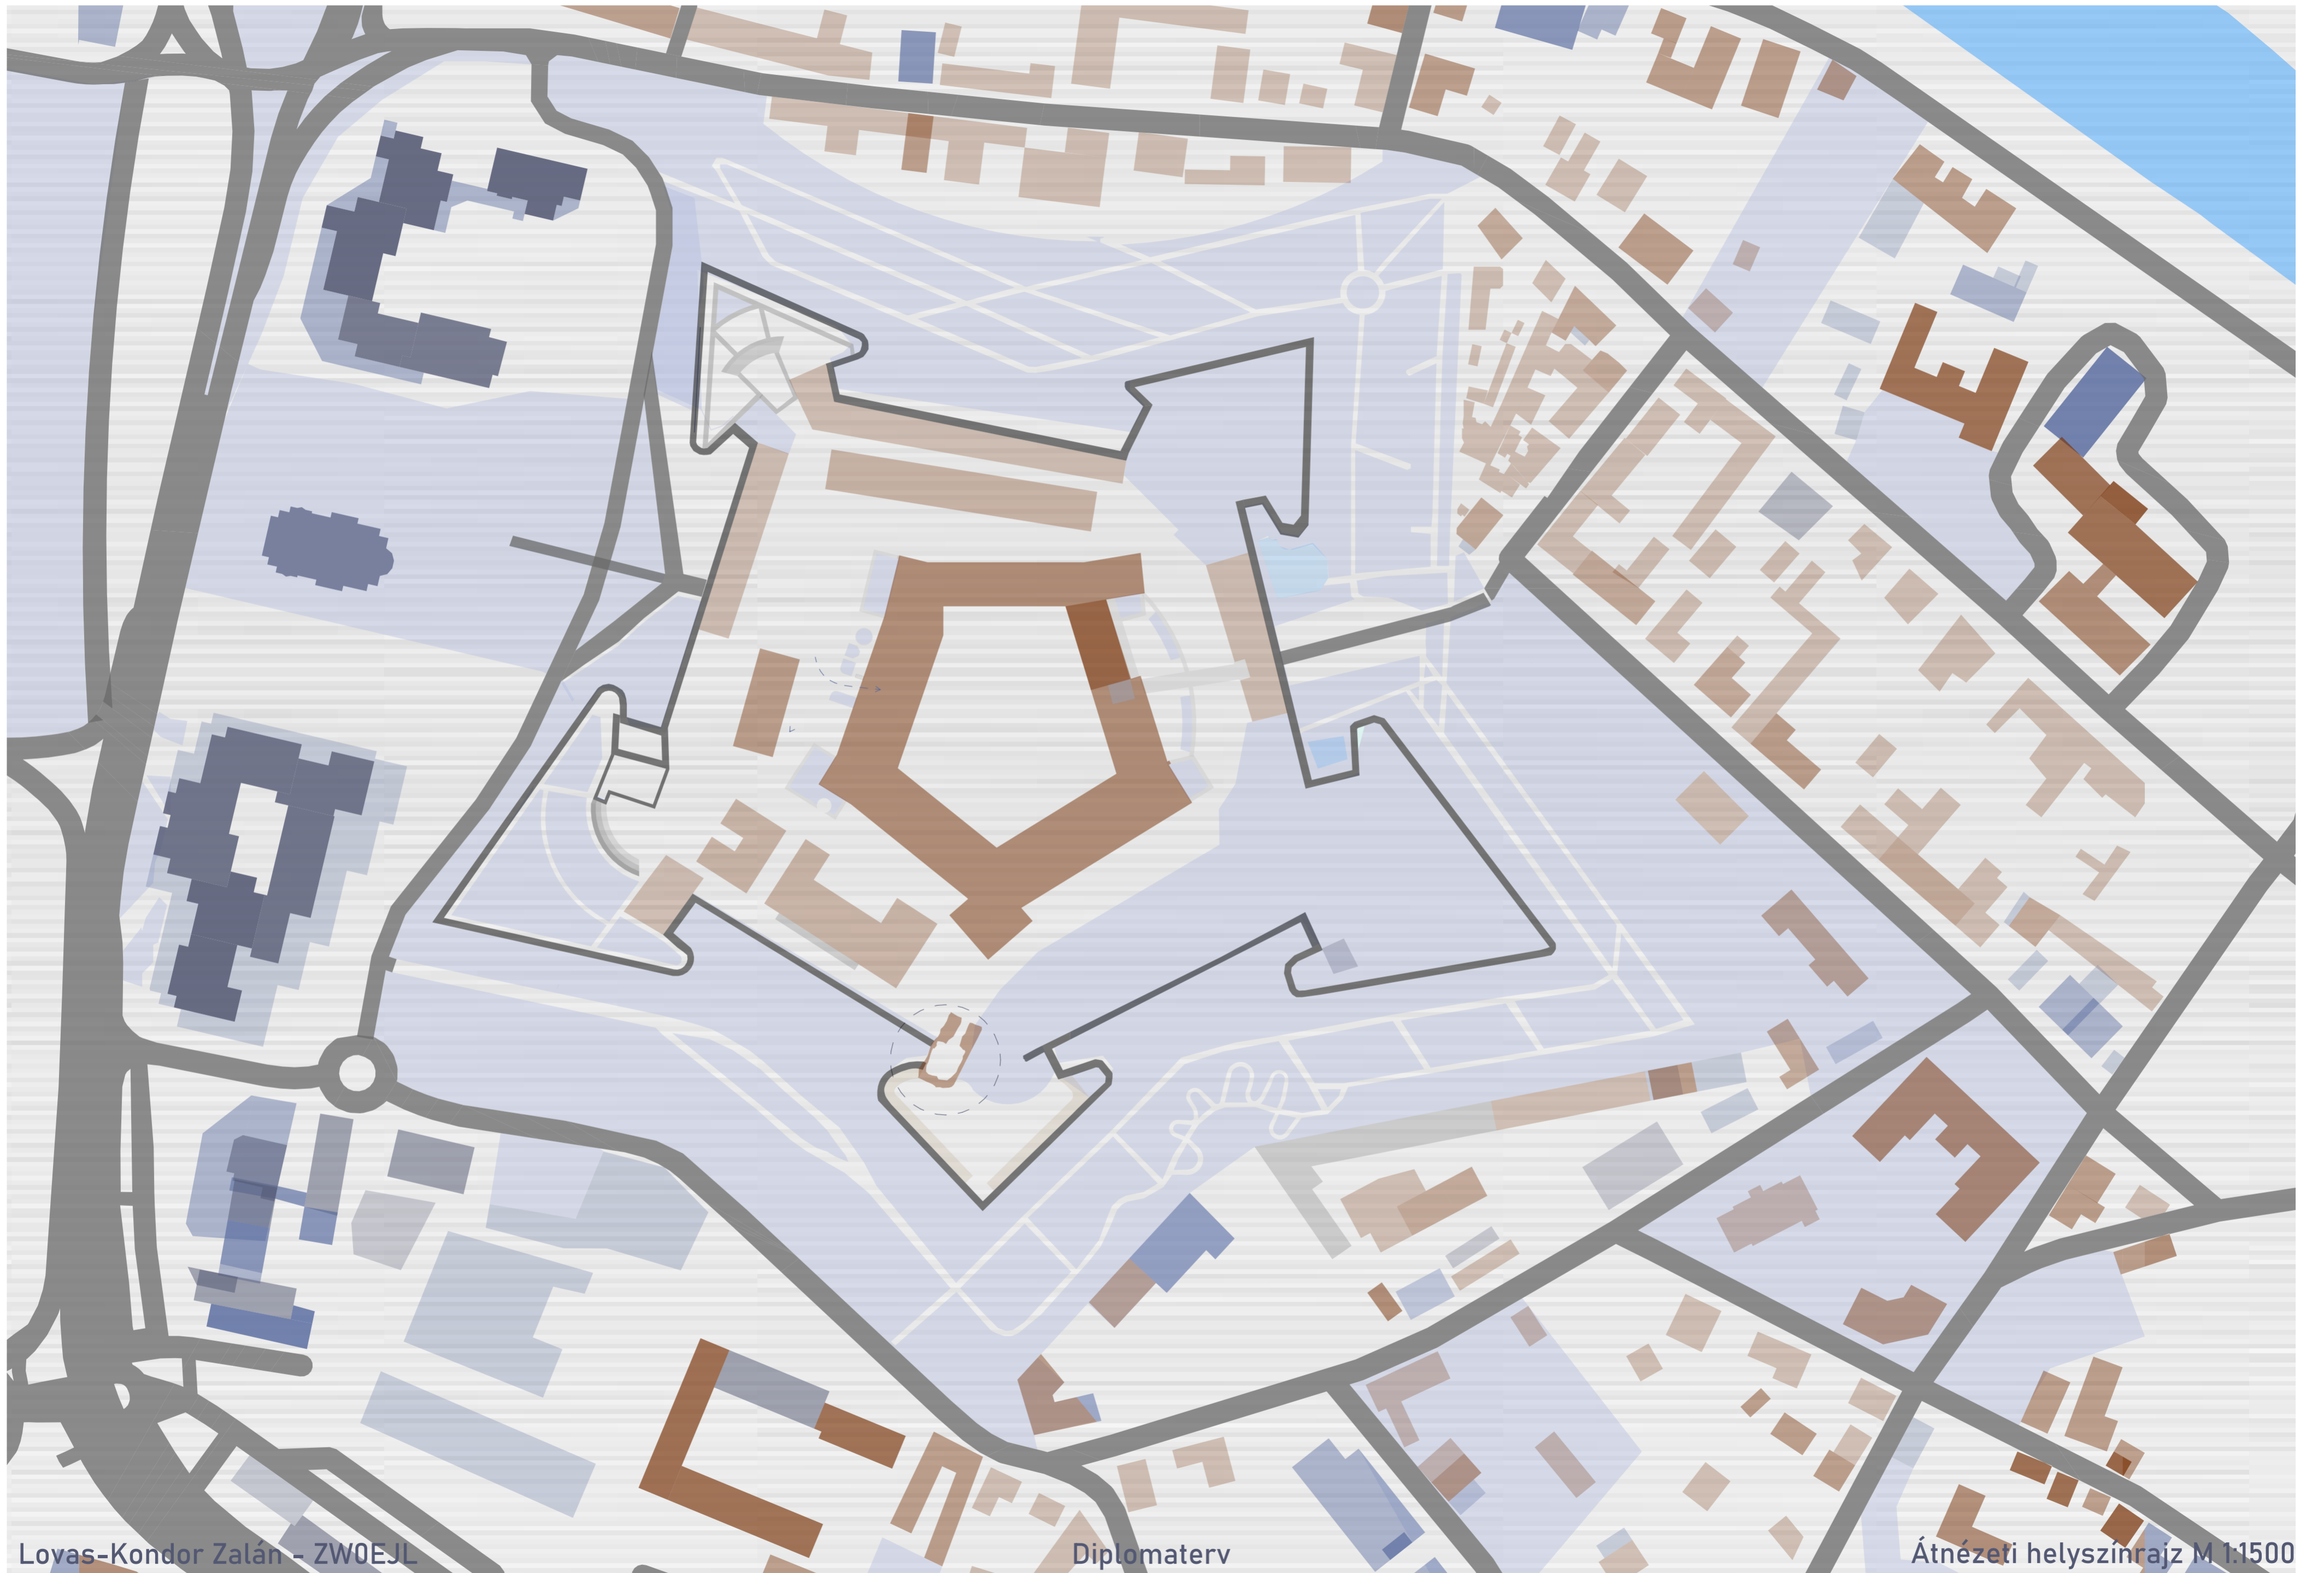 Lovas-Kondor Zalán - ZW0EJL
Diplomaterv
Átnézeti helyszínrajz M 1:1500